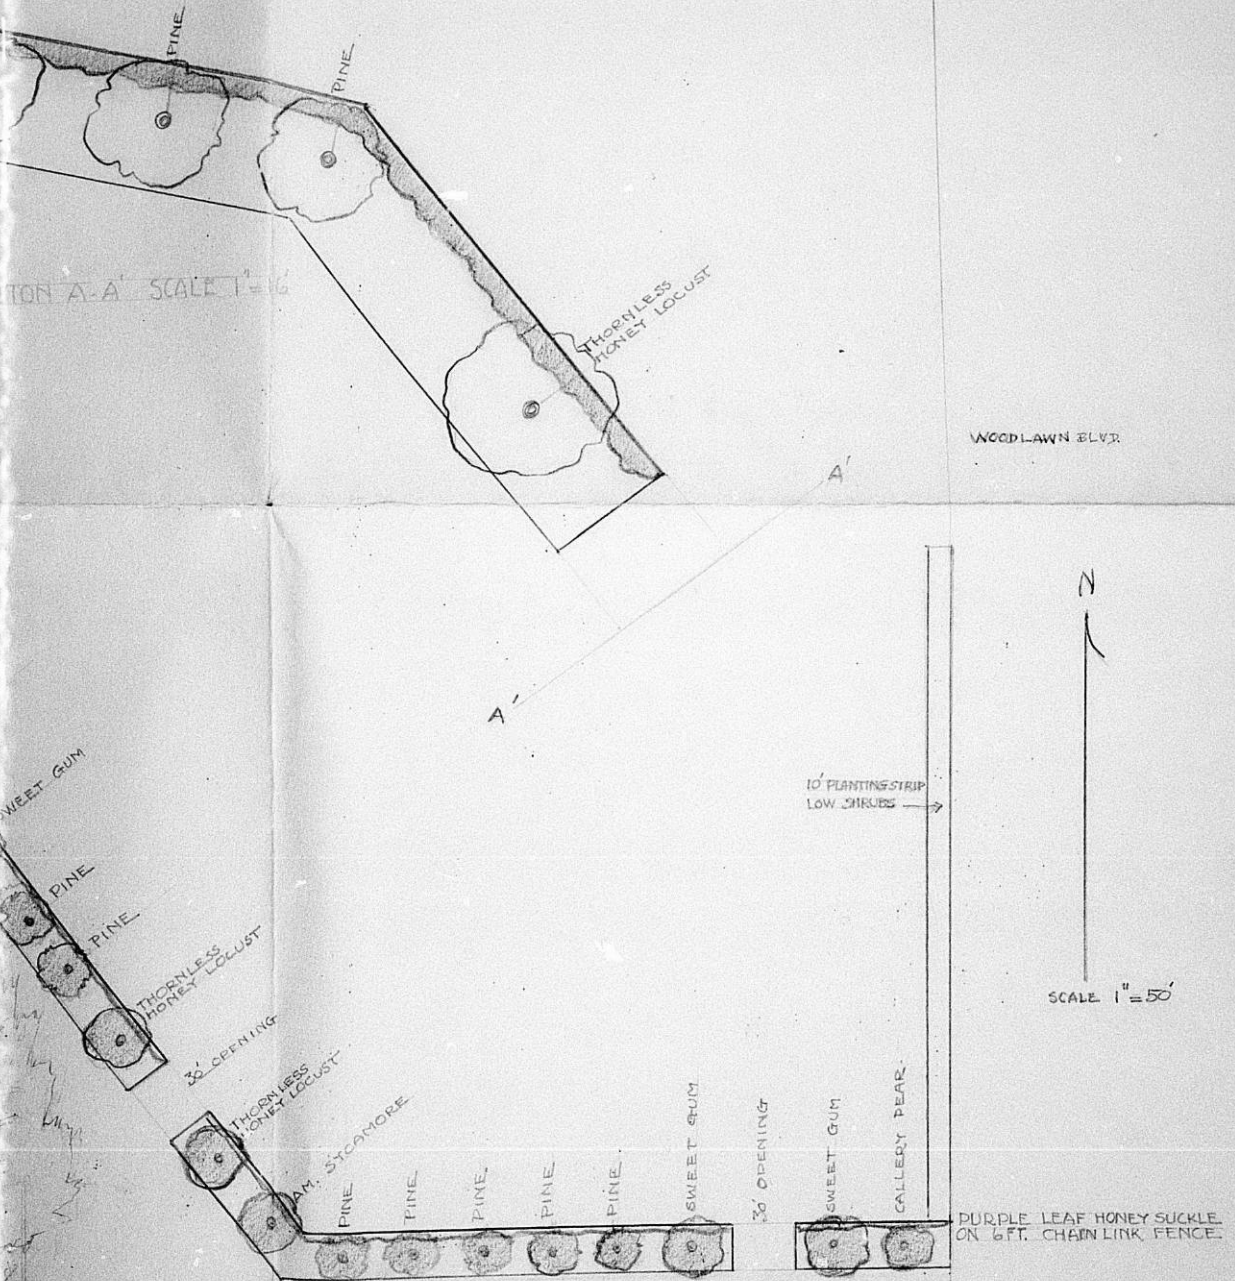 PINE
PINE
A-A' SCALE 1"=16'
THORNLESS
HONEY LOCUST
WOODLAWN BLVD.
A'
A'
N
10' PLANTING STRIP
LOW SHRUBS
SWEET GUM
PINE
PINE
THORNLESS
HONEY LOCUST
SCALE 1"=50'
30' OPENING
THORNLESS
HONEY LOCUST
AM. SYCAMORE
PINE
PINE
PINE
PINE
PINE
SWEET GUM
30' OPENING
SWEET GUM
CALLERY PEAR.
PURPLE LEAF HONEY SUCKLE
ON 6FT. CHAIN LINK FENCE.